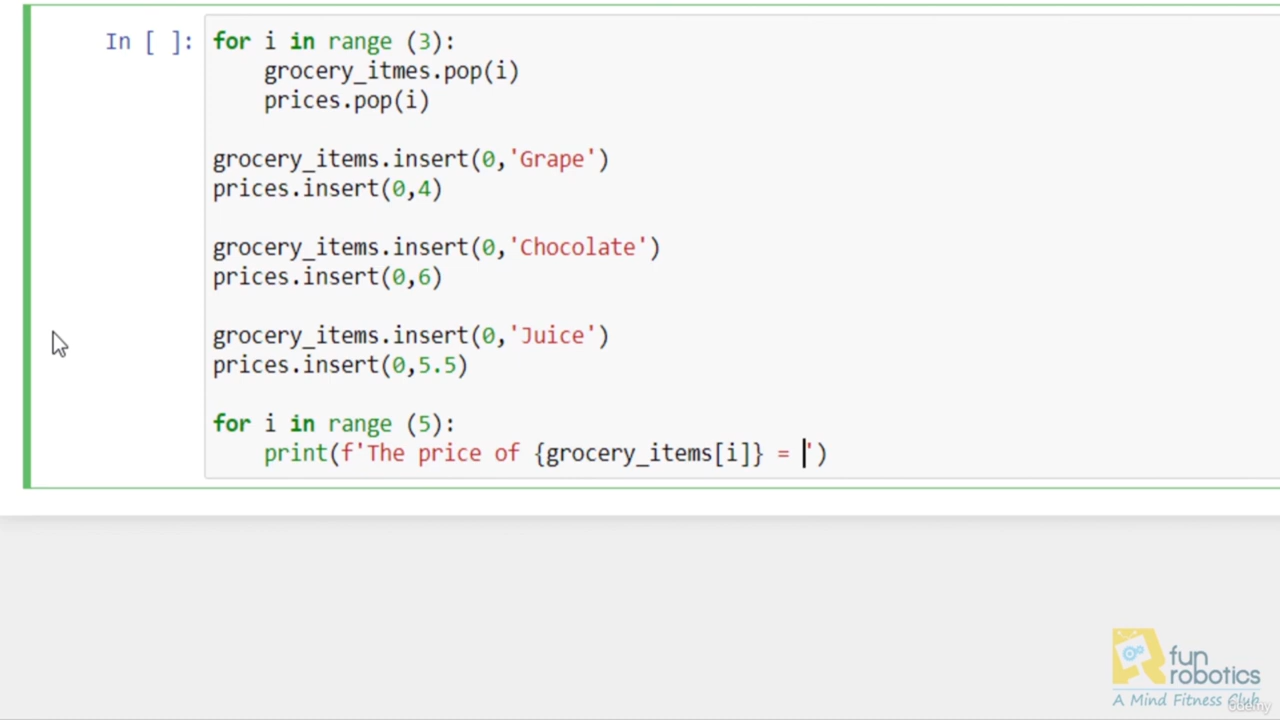 In [ ]:
for i in range (3):
    grocery_itmes.pop(i)
    prices.pop(i)

grocery_items.insert(0,'Grape')
prices.insert(0,4)

grocery_items.insert(0,'Chocolate')
prices.insert(0,6)

grocery_items.insert(0,'Juice')
prices.insert(0,5.5)

for i in range (5):
    print(f'The price of {grocery_items[i]} = ')
fun
robotics
A Mind Fitness Club
ûdemy